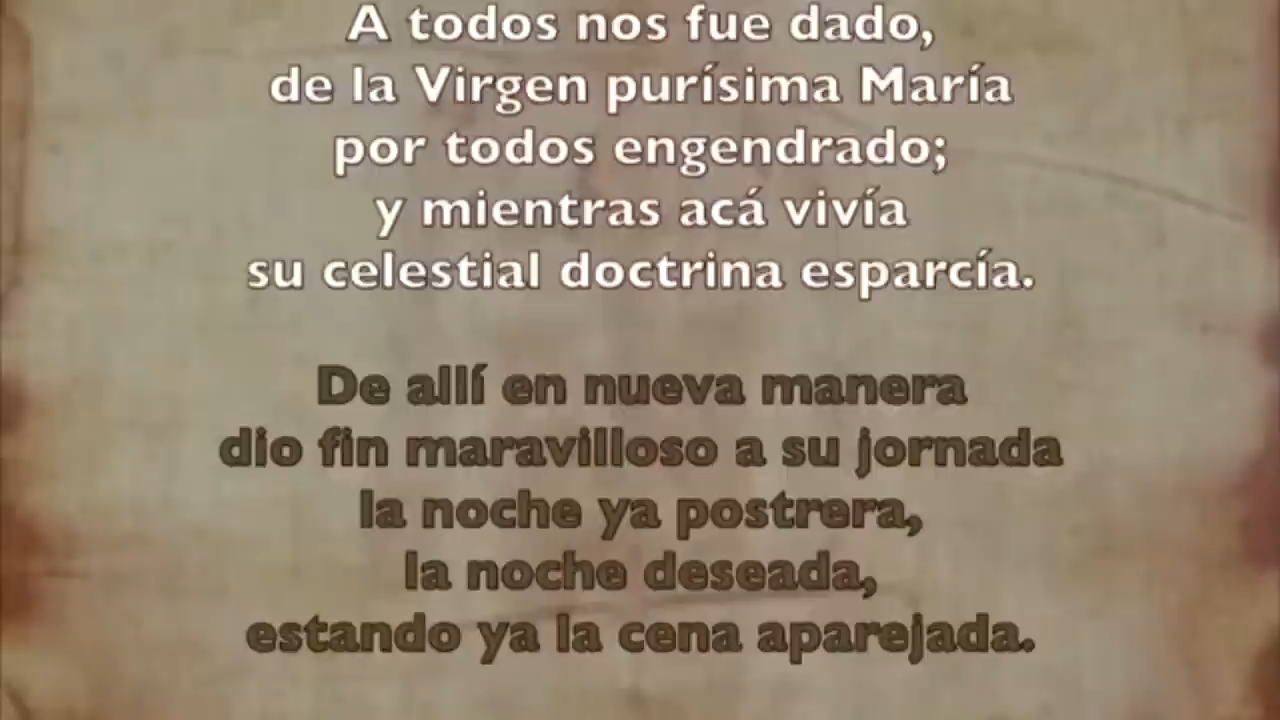 A todos nos fue dado,
de la Virgen purísima María
por todos engendrado;
y mientras acá vivía
su celestial doctrina esparcía.
De allí en nueva manera
dio fin maravilloso a su jornada
la noche ya postrera,
la noche deseada,
estando ya la cena aparejada.